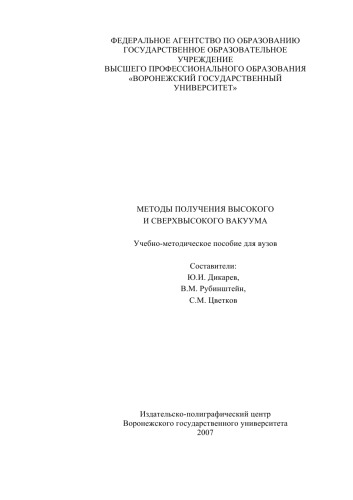 ФЕДЕРАЛЬНОЕ АГЕНТСТВО ПО ОБРАЗОВАНИЮ
ГОСУДАРСТВЕННОЕ ОБРАЗОВАТЕЛЬНОЕ
УЧРЕЖДЕНИЕ
ВЫСШЕГО ПРОФЕССИОНАЛЬНОГО ОБРАЗОВАНИЯ
«ВОРОНЕЖСКИЙ ГОСУДАРСТВЕННЫЙ
УНИВЕРСИТЕТ»
МЕТОДЫ ПОЛУЧЕНИЯ ВЫСОКОГО
И СВЕРХВЫСОКОГО ВАКУУМА
Учебно-методическое пособие для вузов
Составители:
Ю.И. Дикарев,
В.М. Рубинштейн,
С.М. Цветков
Издательско-полиграфический центр
Воронежского государственного университета
2007